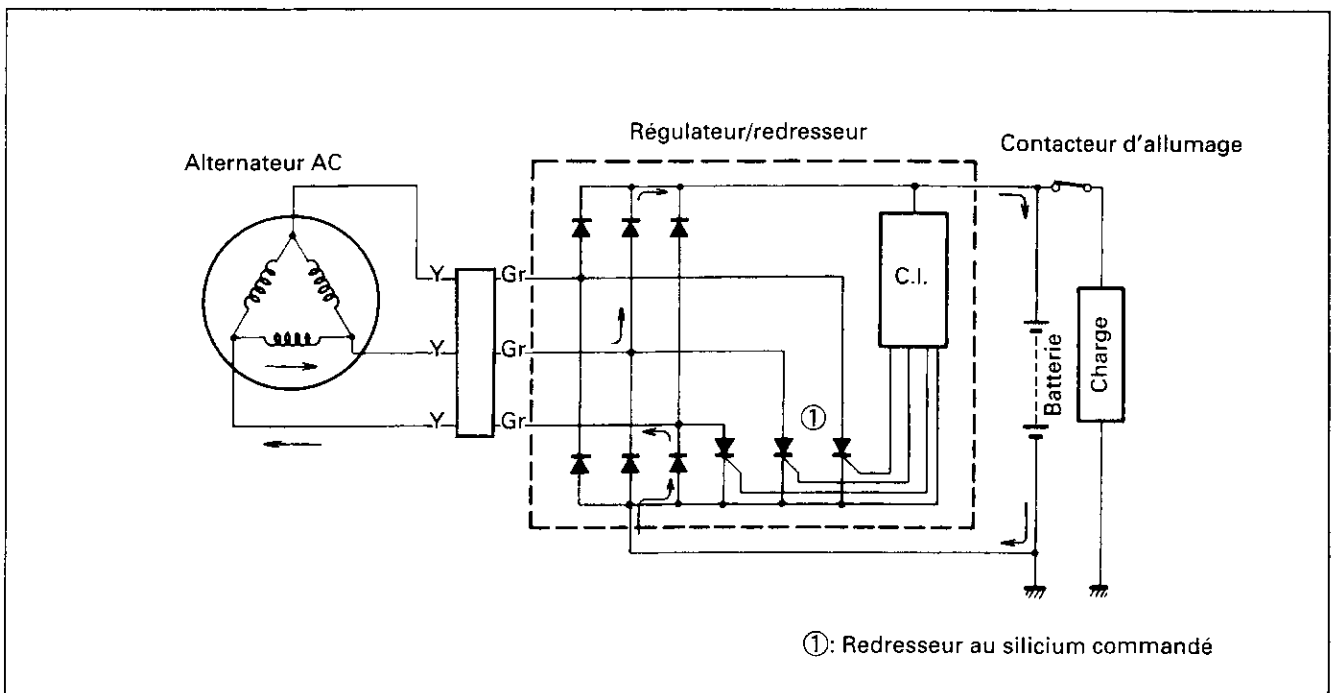 Régulateur/redresseur
Contacteur d'allumage
Alternateur AC
Y
Gr
C.I.
Y
Gr
Batterie
Charge
Y
Gr
①
①: Redresseur au silicium commandé